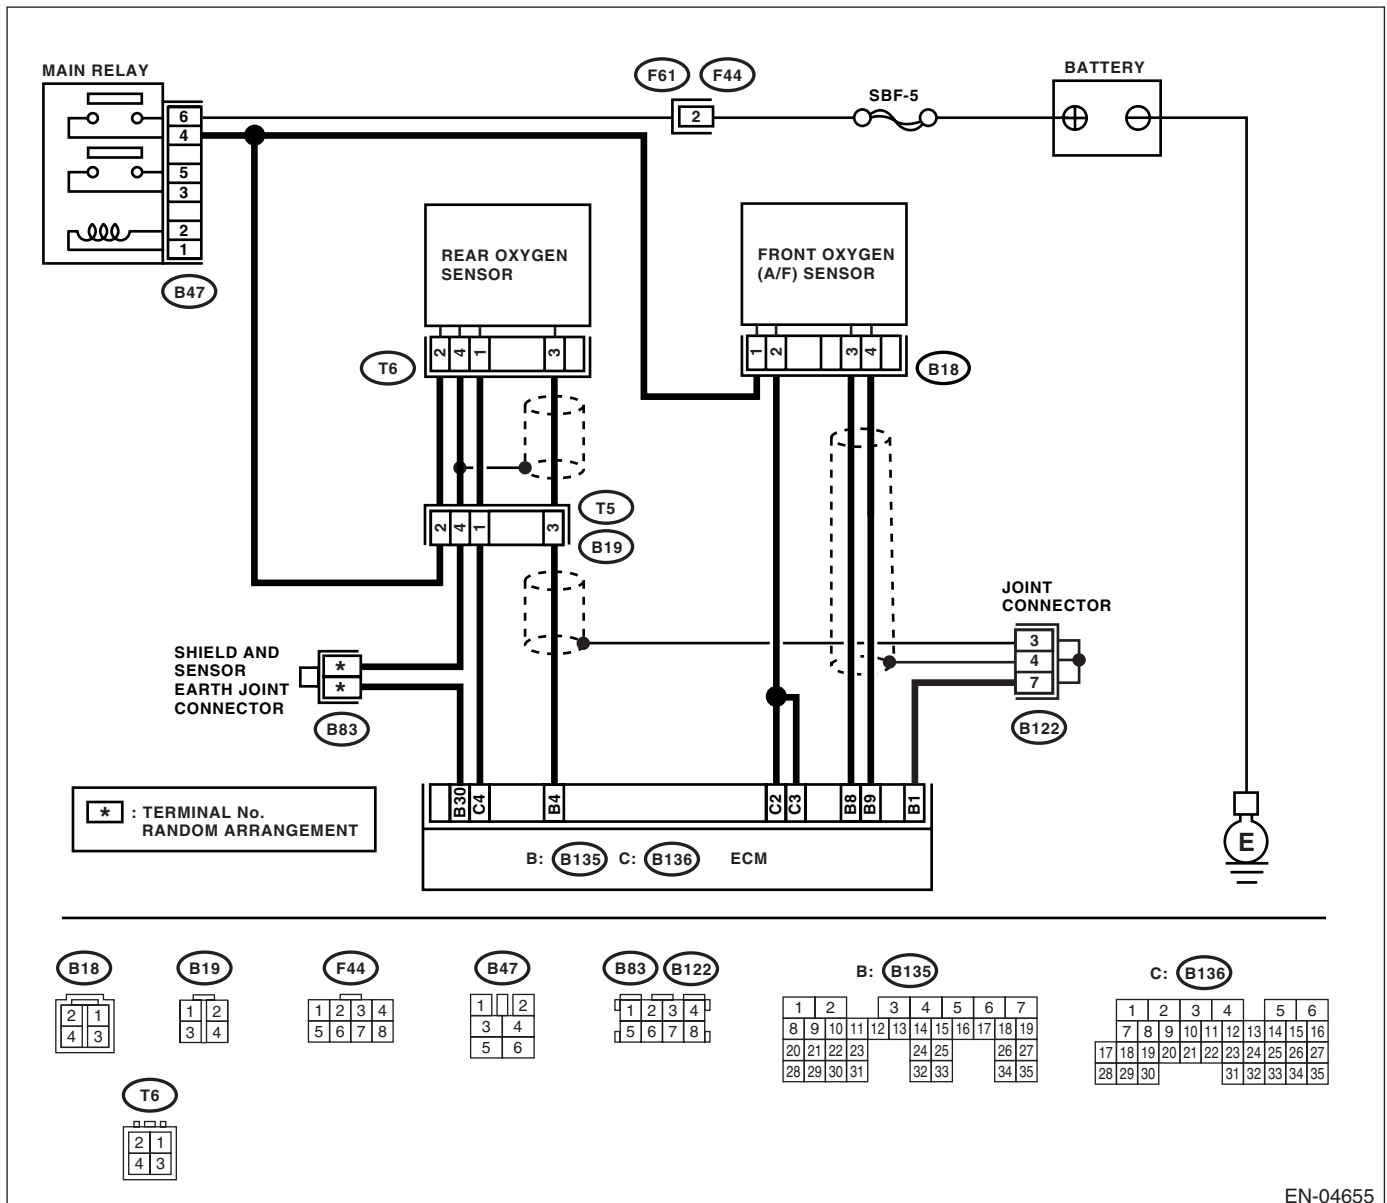 MAIN RELAY
F61 F44
SBF-5
BATTERY
6
4
5
3
2
1
2
B47
REAR OXYGEN
SENSOR
FRONT OXYGEN
(A/F) SENSOR
2 4 1 3
T6
1 2 3 4
B18
2 4 1 3
T5
B19
JOINT
CONNECTOR
3
4
7
B122
SHIELD AND
SENSOR
EARTH JOINT
CONNECTOR
*
*
B83
* : TERMINAL No.
RANDOM ARRANGEMENT
B30 C4 B4 C2 C3 B8 B9 B1
B: B135 C: B136 ECM
E
B18
2 1
4 3
B19
1 2
3 4
F44
1 2 3 4
5 6 7 8
B47
1 2
3 4
5 6
B83 B122
1 2 3 4
5 6 7 8
B: B135
1 2 3 4 5 6 7
8 9 10 11 12 13 14 15 16 17 18 19
20 21 22 23 24 25 26 27
28 29 30 31 32 33 34 35
C: B136
1 2 3 4 5 6
7 8 9 10 11 12 13 14 15 16
17 18 19 20 21 22 23 24 25 26 27
28 29 30 31 32 33 34 35
T6
2 1
4 3
EN-04655